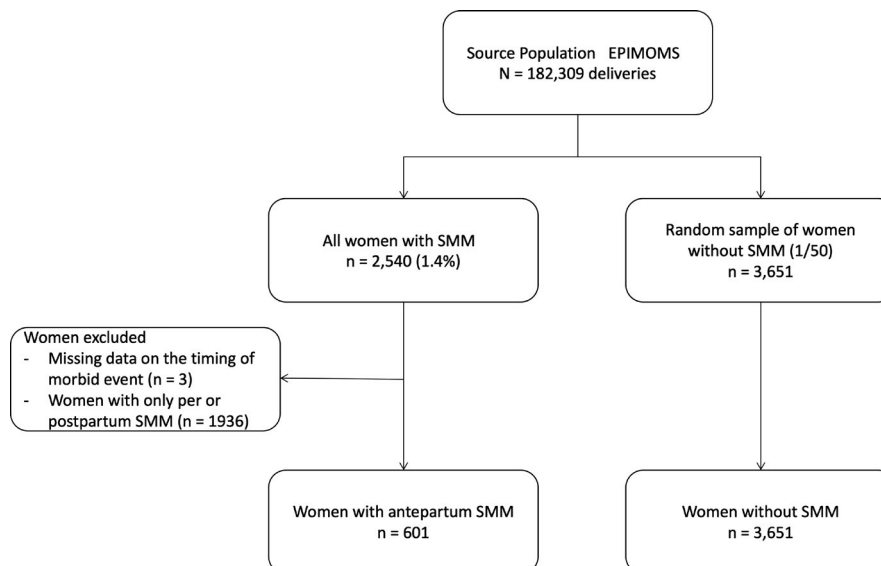 Source Population EPIMOMS
N = 182,309 deliveries
All women with SMM
n = 2,540 (1.4%)
Random sample of women
without SMM (1/50)
n = 3,651
Women excluded
- Missing data on the timing of
morbid event (n = 3)
- Women with only per or
postpartum SMM (n = 1936)
Women with antepartum SMM
n = 601
Women without SMM
n = 3,651